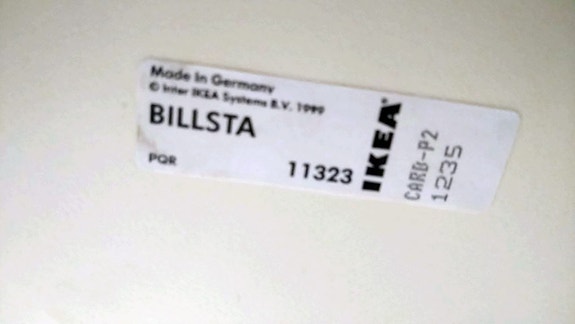 Made in Germany
© Inter IKEA Systems B.V. 1999
BILLSTA
PQR
11323
IKEA®
CARB-P2
1235